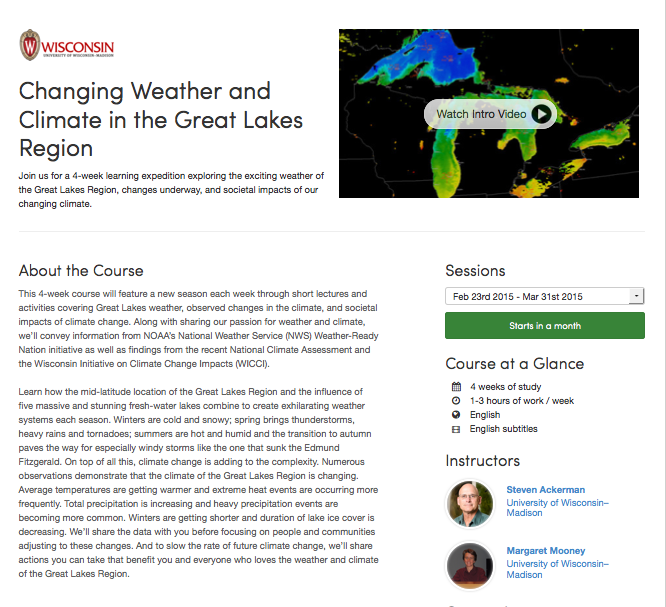 WISCONSIN
UNIVERSITY OF WISCONSIN–MADISON
Changing Weather and
Climate in the Great Lakes
Region
Join us for a 4-week learning expedition exploring the exciting weather of
the Great Lakes Region, changes underway, and societal impacts of our
changing climate.
Watch Intro Video
About the Course
This 4-week course will feature a new season each week through short lectures and
activities covering Great Lakes weather, observed changes in the climate, and societal
impacts of climate change. Along with sharing our passion for weather and climate,
we'll convey information from NOAA's National Weather Service (NWS) Weather-Ready
Nation initiative as well as findings from the recent National Climate Assessment and
the Wisconsin Initiative on Climate Change Impacts (WICCI).
Learn how the mid-latitude location of the Great Lakes Region and the influence of
five massive and stunning fresh-water lakes combine to create exhilarating weather
systems each season. Winters are cold and snowy; spring brings thunderstorms,
heavy rains and tornadoes; summers are hot and humid and the transition to autumn
paves the way for especially windy storms like the one that sunk the Edmund
Fitzgerald. On top of all this, climate change is adding to the complexity. Numerous
observations demonstrate that the climate of the Great Lakes Region is changing.
Average temperatures are getting warmer and extreme heat events are occurring more
frequently. Total precipitation is increasing and heavy precipitation events are
becoming more common. Winters are getting shorter and duration of lake ice cover is
decreasing. We'll share the data with you before focusing on people and communities
adjusting to these changes. And to slow the rate of future climate change, we'll share
actions you can take that benefit you and everyone who loves the weather and climate
of the Great Lakes Region.
Sessions
Feb 23rd 2015 - Mar 31st 2015
Starts in a month
Course at a Glance
4 weeks of study
1-3 hours of work / week
English
English subtitles
Instructors
Steven Ackerman
University of Wisconsin–
Madison
Margaret Mooney
University of Wisconsin–
Madison